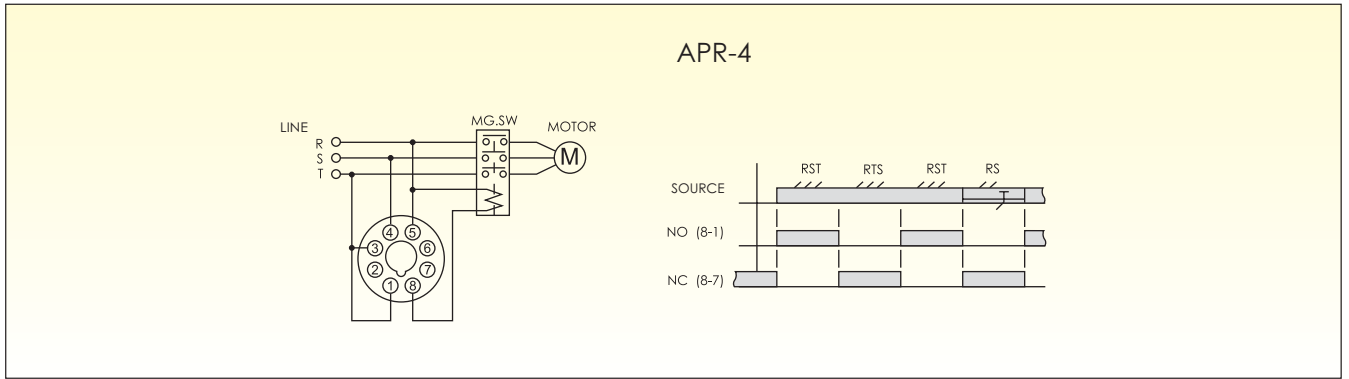 APR-4
LINE
MG.SW
MOTOR
R
S
T
M
4 5
3 6
2 7
1 8
RST RTS RST RS
SOURCE
T
NO (8-1)
NC (8-7)